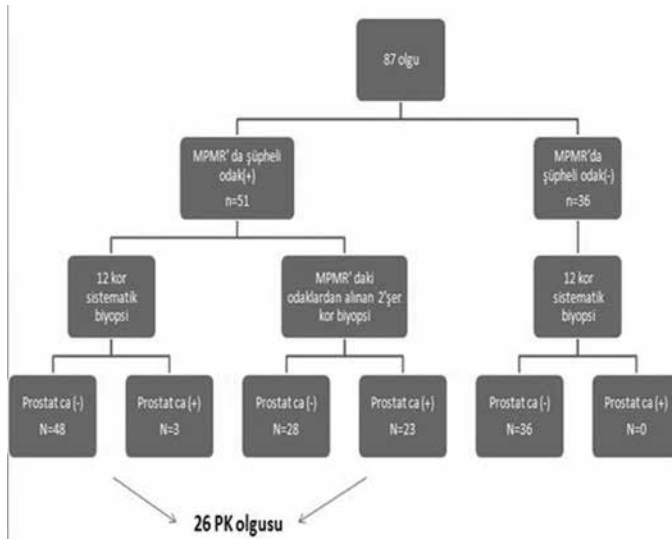 87 olgu
MPMR' da şüpheli
odak(+)
n=51
MPMR'da
şüpheli odak(-)
n=36
12 kor
sistematik
biyopsi
MPMR' daki
odaklardan alınan 2'şer
kor biyopsi
12 kor
sistematik
biyopsi
Prostat ca (-)
N=48
Prostat ca (+)
N=3
Prostat ca (-)
N=28
Prostat ca (+)
N=23
Prostat ca (-)
N=36
Prostat ca (+)
N=0
26 PK olgusu